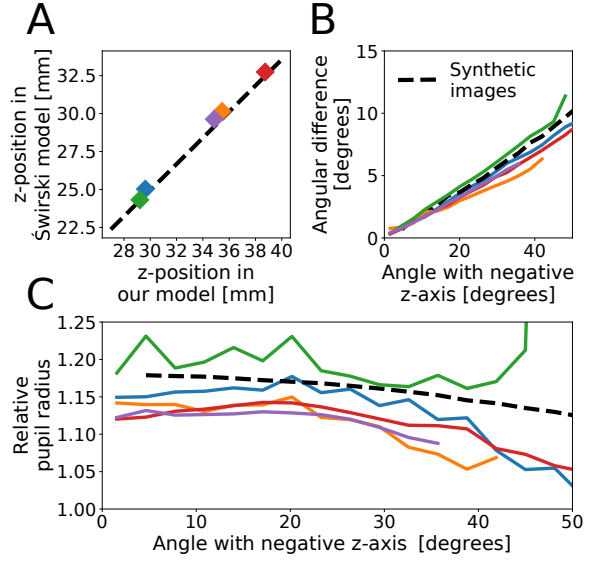 A
z-position in
Świrski model [mm]
32.5
30.0
27.5
25.0
22.5
28 30 32 34 36 38 40
z-position in
our model [mm]
B
Angular difference
[degrees]
15
10
5
0
Synthetic
images
0 20 40
Angle with negative
z-axis [degrees]
C
Relative
pupil radius
1.25
1.20
1.15
1.10
1.05
1.00
0 10 20 30 40 50
Angle with negative z-axis [degrees]